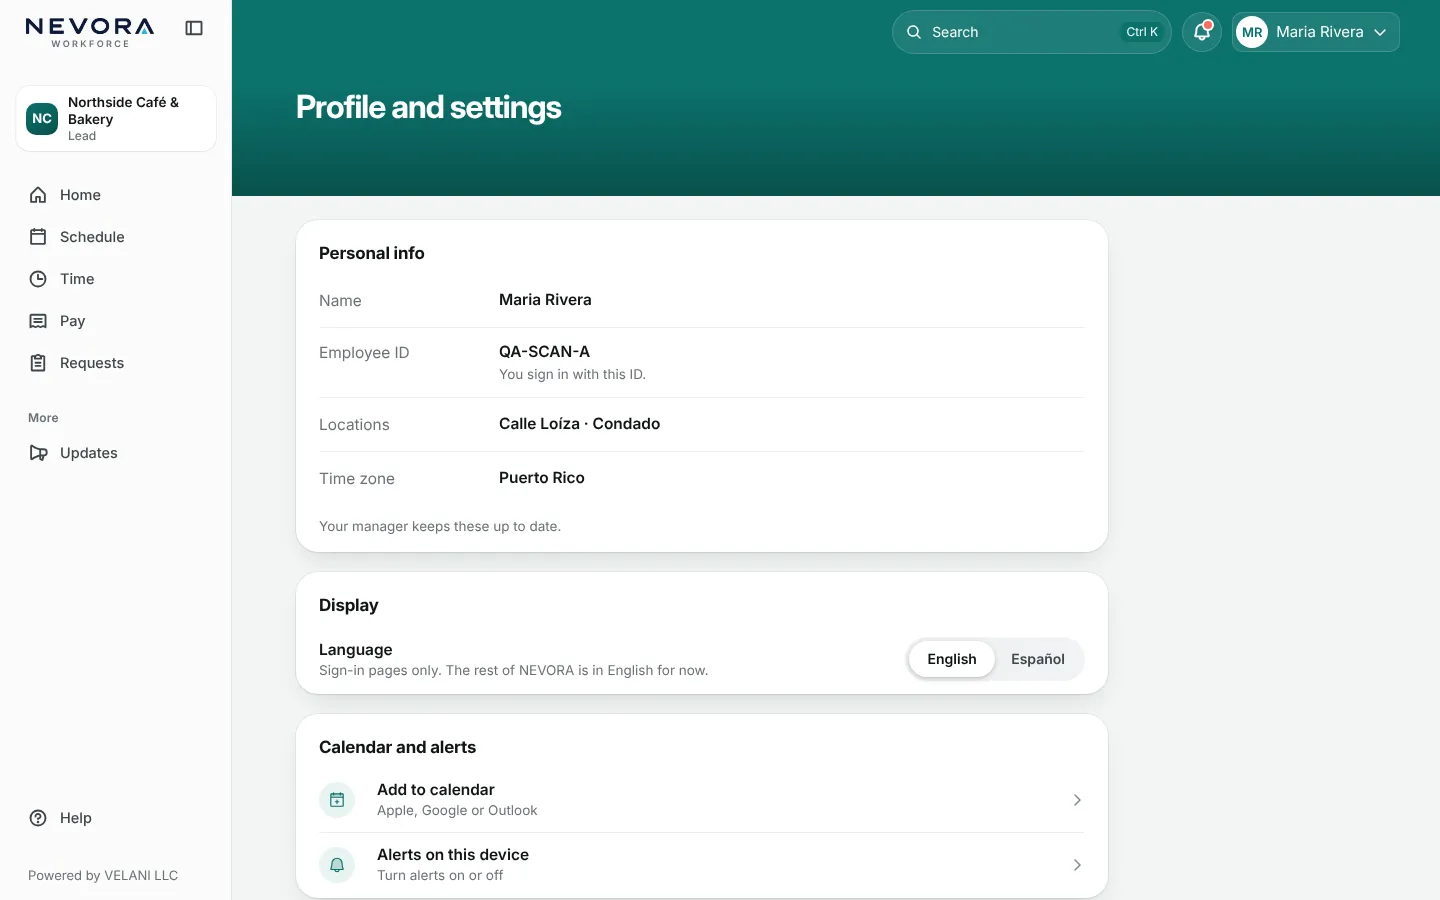 NEVORA
WORKFORCE
Search
Ctrl K
MR
Maria Rivera
NC
Northside Café &
Bakery
Lead
Home
Schedule
Time
Pay
Requests
More
Updates
Help
Powered by VELANI LLC
Profile and settings
Personal info
Name
Maria Rivera
Employee ID
QA-SCAN-A
You sign in with this ID.
Locations
Calle Loíza · Condado
Time zone
Puerto Rico
Your manager keeps these up to date.
Display
Language
Sign-in pages only. The rest of NEVORA is in English for now.
English
Español
Calendar and alerts
Add to calendar
Apple, Google or Outlook
Alerts on this device
Turn alerts on or off